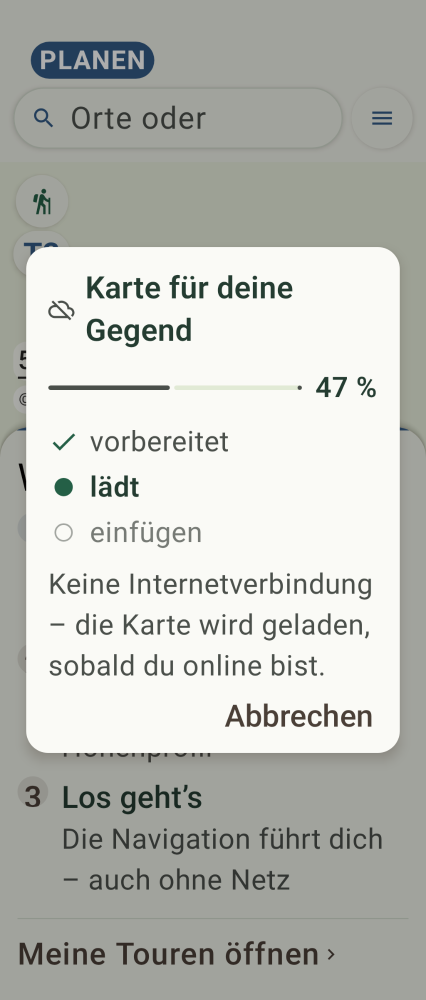 PLANEN
Orte oder
Karte für deine
Gegend
47 %
vorbereitet
lädt
einfügen
Keine Internetverbindung
– die Karte wird geladen,
sobald du online bist.
Abbrechen
3 Los geht’s
Die Navigation führt dich
– auch ohne Netz
Meine Touren öffnen ›